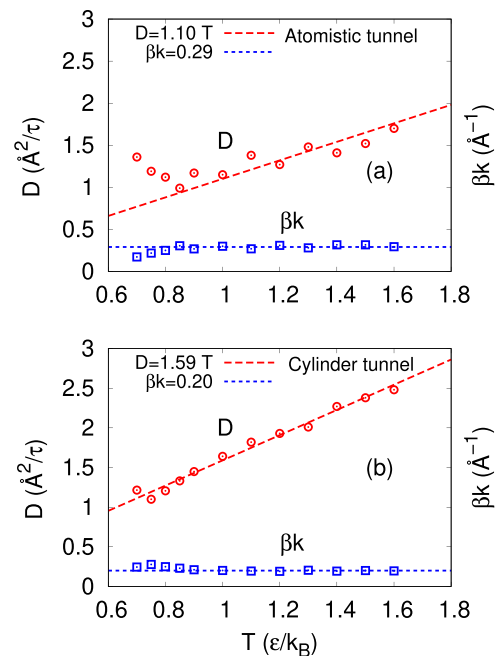 3
2.5
2
1.5
1
0.5
0
D (Å²/τ)
D=1.10 T
βk=0.29
Atomistic tunnel
D
(a)
βk
βk (Å⁻¹)
0.6 0.8 1 1.2 1.4 1.6 1.8
3
2.5
2
1.5
1
0.5
0
D (Å²/τ)
D=1.59 T
βk=0.20
Cylinder tunnel
D
(b)
βk
βk (Å⁻¹)
0.6 0.8 1 1.2 1.4 1.6 1.8
T (ε/k_B)